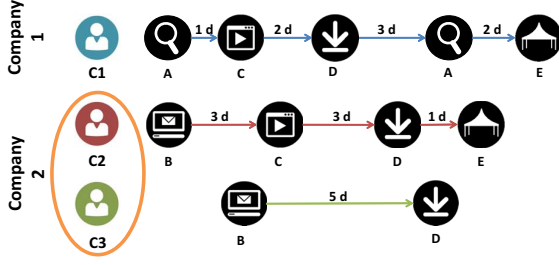 Company 1
1 d 2 d 3 d 2 d
C1 A C D A E
Company 2
3 d 3 d 1 d
C2 B C D E
5 d
C3 B D